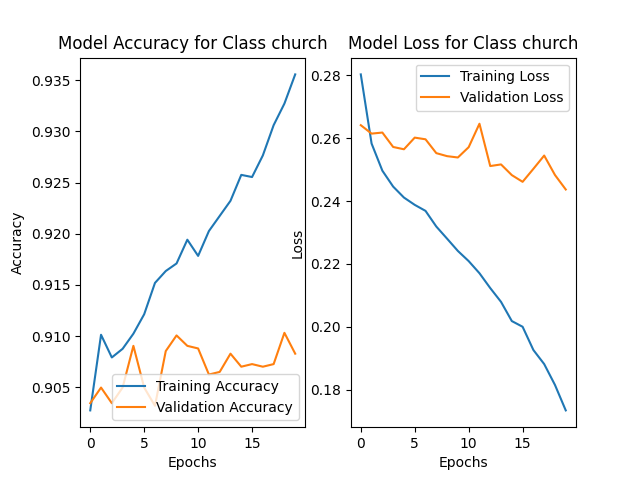 Model Accuracy for Class church
0.935
0.930
0.925
0.920
0.915
0.910
0.905
Accuracy
Training Accuracy
Validation Accuracy
0
5
10
15
Epochs
Model Loss for Class church
0.28
0.26
0.24
0.22
0.20
0.18
Loss
Training Loss
Validation Loss
0
5
10
15
Epochs